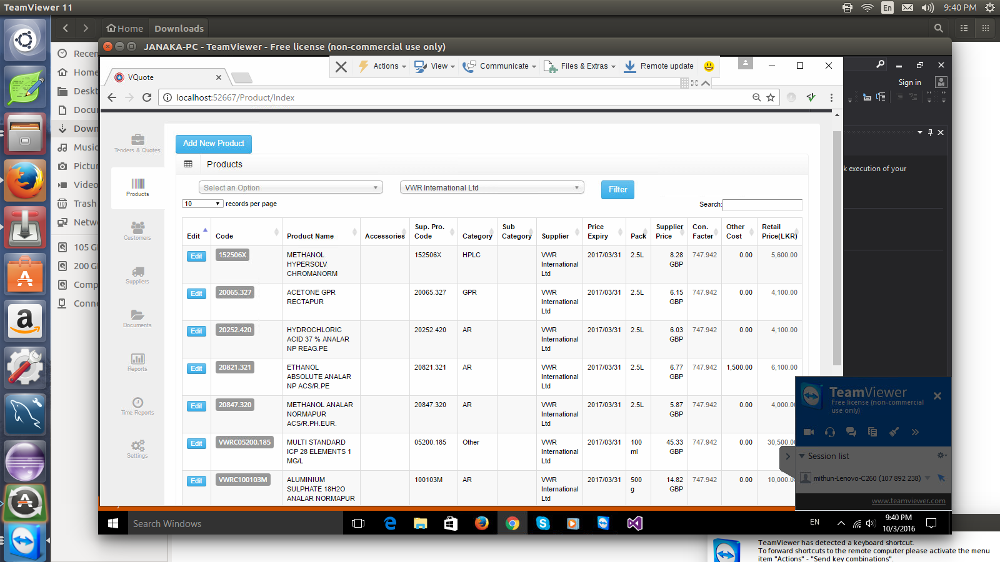 TeamViewer 11
En
9:40 PM
Home
Downloads
Recen
Home
Deskt
Docu
Down
Music
Pictur
Video
Trash
Netw
105 G
200 G
Comp
Conn
JANAKA-PC - TeamViewer - Free license (non-commercial use only)
Actions
View
Communicate
Files & Extras
Remote update
VQuote
localhost:52667/Product/Index
Sign in
k execution of your
Tenders & Quotes
Products
Customers
Suppliers
Documents
Reports
Time Reports
Settings
Add New Product
Products
Select an Option
VWR International Ltd
Filter
10 records per page
Search:
Edit Code Product Name Accessories Sup. Pro. Code Category Sub Category Supplier Price Expiry Pack Supplier Price Con. Facter Other Cost Retail Price(LKR)
Edit 152506X METHANOL HYPERSOLV CHROMANORM 152506X HPLC VWR International Ltd 2017/03/31 2.5L 8.28 GBP 747.942 0.00 5,600.00
Edit 20065.327 ACETONE GPR RECTAPUR 20065.327 GPR VWR International Ltd 2017/03/31 2.5L 6.15 GBP 747.942 0.00 4,100.00
Edit 20252.420 HYDROCHLORIC ACID 37 % ANALAR NP REAG.PE 20252.420 AR VWR International Ltd 2017/03/31 2.5L 6.03 GBP 747.942 0.00 4,100.00
Edit 20821.321 ETHANOL ABSOLUTE ANALAR NP ACS/R.PE 20821.321 AR VWR International Ltd 2017/03/31 2.5L 6.77 GBP 747.942 1,500.00 6,100.00
Edit 20847.320 METHANOL ANALAR NORMAPUR ACS/R.PH.EUR. 20847.320 AR VWR International Ltd 2017/03/31 2.5L 5.87 GBP 747.942 0.00 4,000.00
Edit VWRC05200.185 MULTI STANDARD ICP 28 ELEMENTS 1 MG/L 05200.185 Other VWR International Ltd 2017/03/31 100 ml 45.33 GBP 747.942 0.00 30,500.00
Edit VWRC100103M ALUMINIUM SULPHATE 18H2O ANALAR NORMAPUR 100103M AR VWR International Ltd 2017/03/31 500 g 14.82 GBP 747.942 0.00 10,000.0
TeamViewer
Free license (non-commercial
use only)
Session list
mithun-Lenovo-C260 (107 892 238)
www.teamviewer.com
Search Windows
EN
9:40 PM
10/3/2016
TeamViewer has detected a keyboard shortcut.
To forward shortcuts to the remote computer please activate the menu
item "Actions" - "Send key combinations".